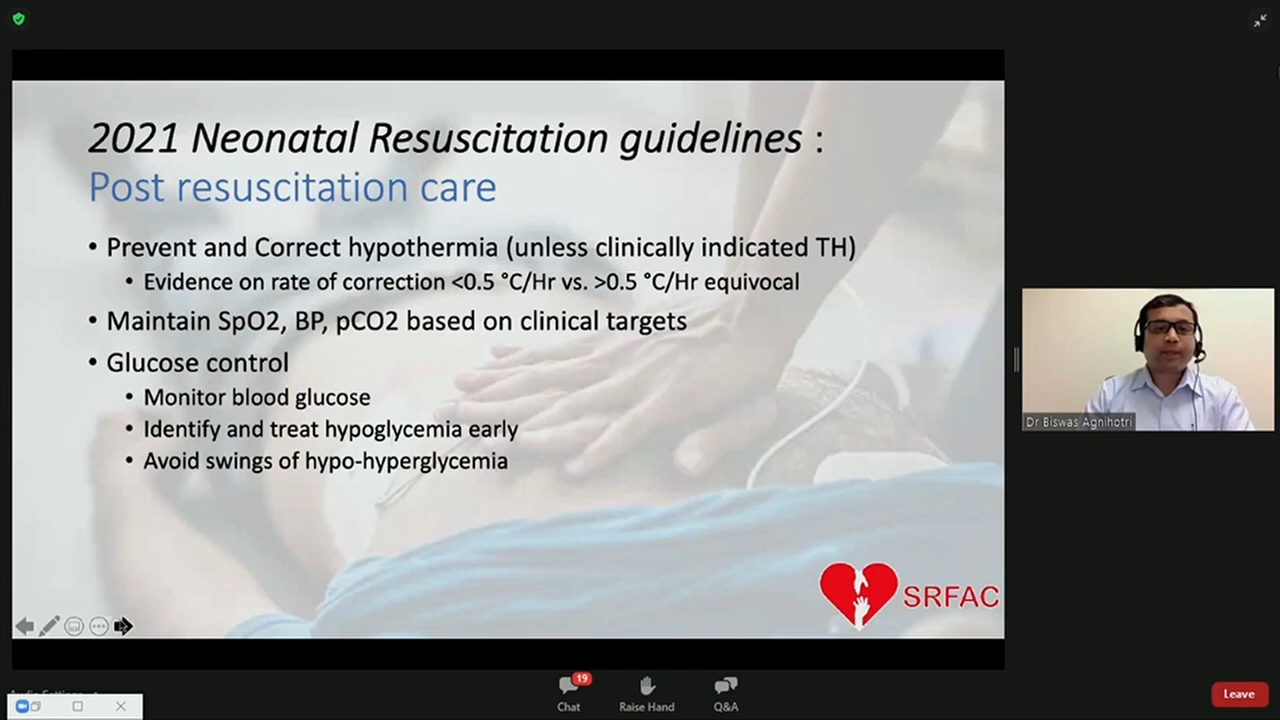 2021 Neonatal Resuscitation guidelines :
Post resuscitation care
• Prevent and Correct hypothermia (unless clinically indicated TH)
• Evidence on rate of correction <0.5 °C/Hr vs. >0.5 °C/Hr equivocal
• Maintain SpO2, BP, pCO2 based on clinical targets
• Glucose control
• Monitor blood glucose
• Identify and treat hypoglycemia early
• Avoid swings of hypo-hyperglycemia
SRFAC
Dr Biswas Agnihotri
19
Chat
Raise Hand
Q&A
Leave